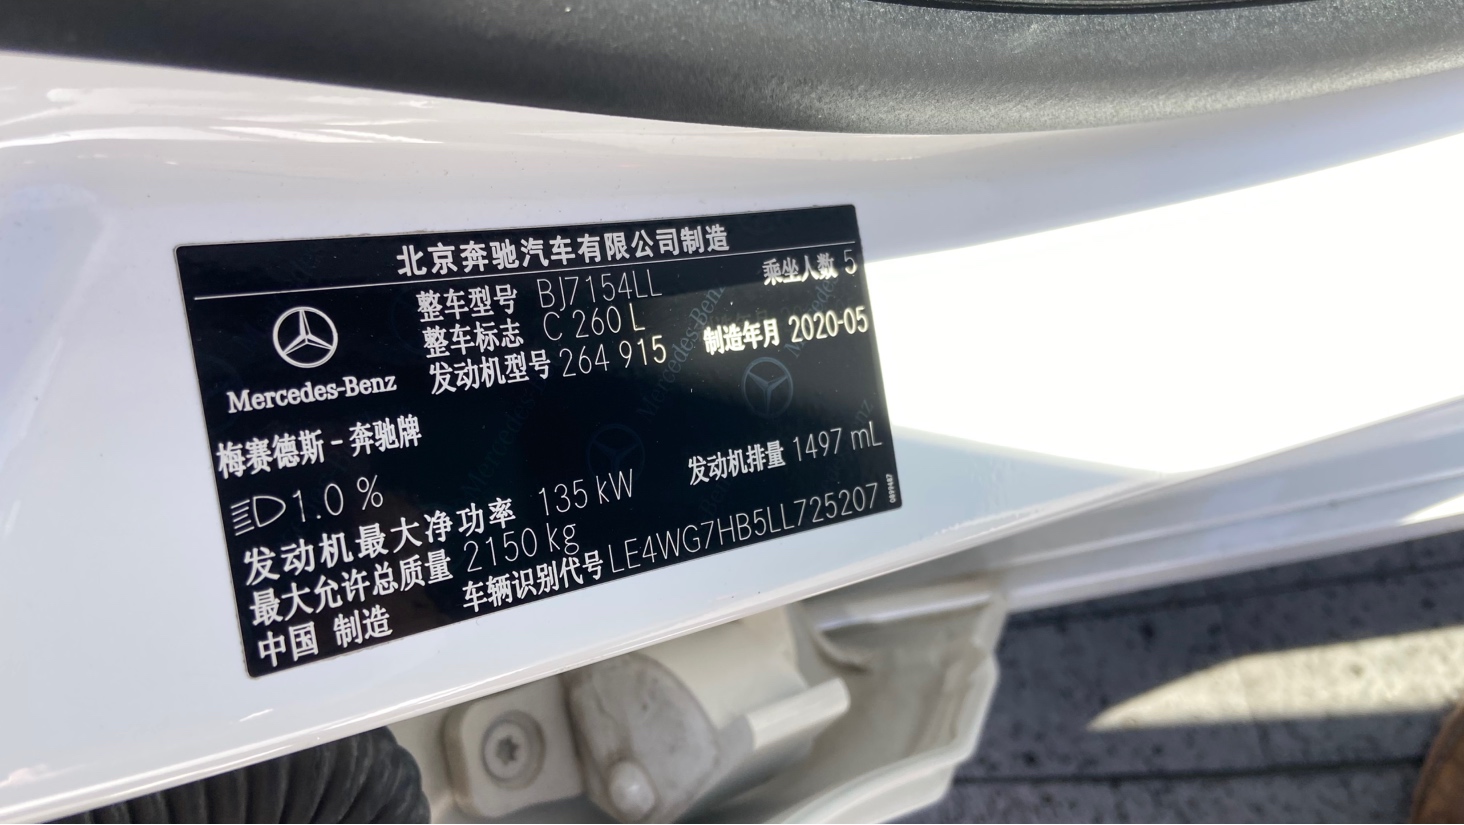 北京奔驰汽车有限公司制造
整车型号 BJ7154LL 乘坐人数 5
整车标志 C 260 L
发动机型号 264 915 制造年月 2020-05
Mercedes-Benz
梅赛德斯-奔驰牌
1.0 %
发动机最大净功率 135 kW 发动机排量 1497 mL
最大允许总质量 2150 kg
中国 制造 车辆识别代号 LE4WG7HB5LL725207